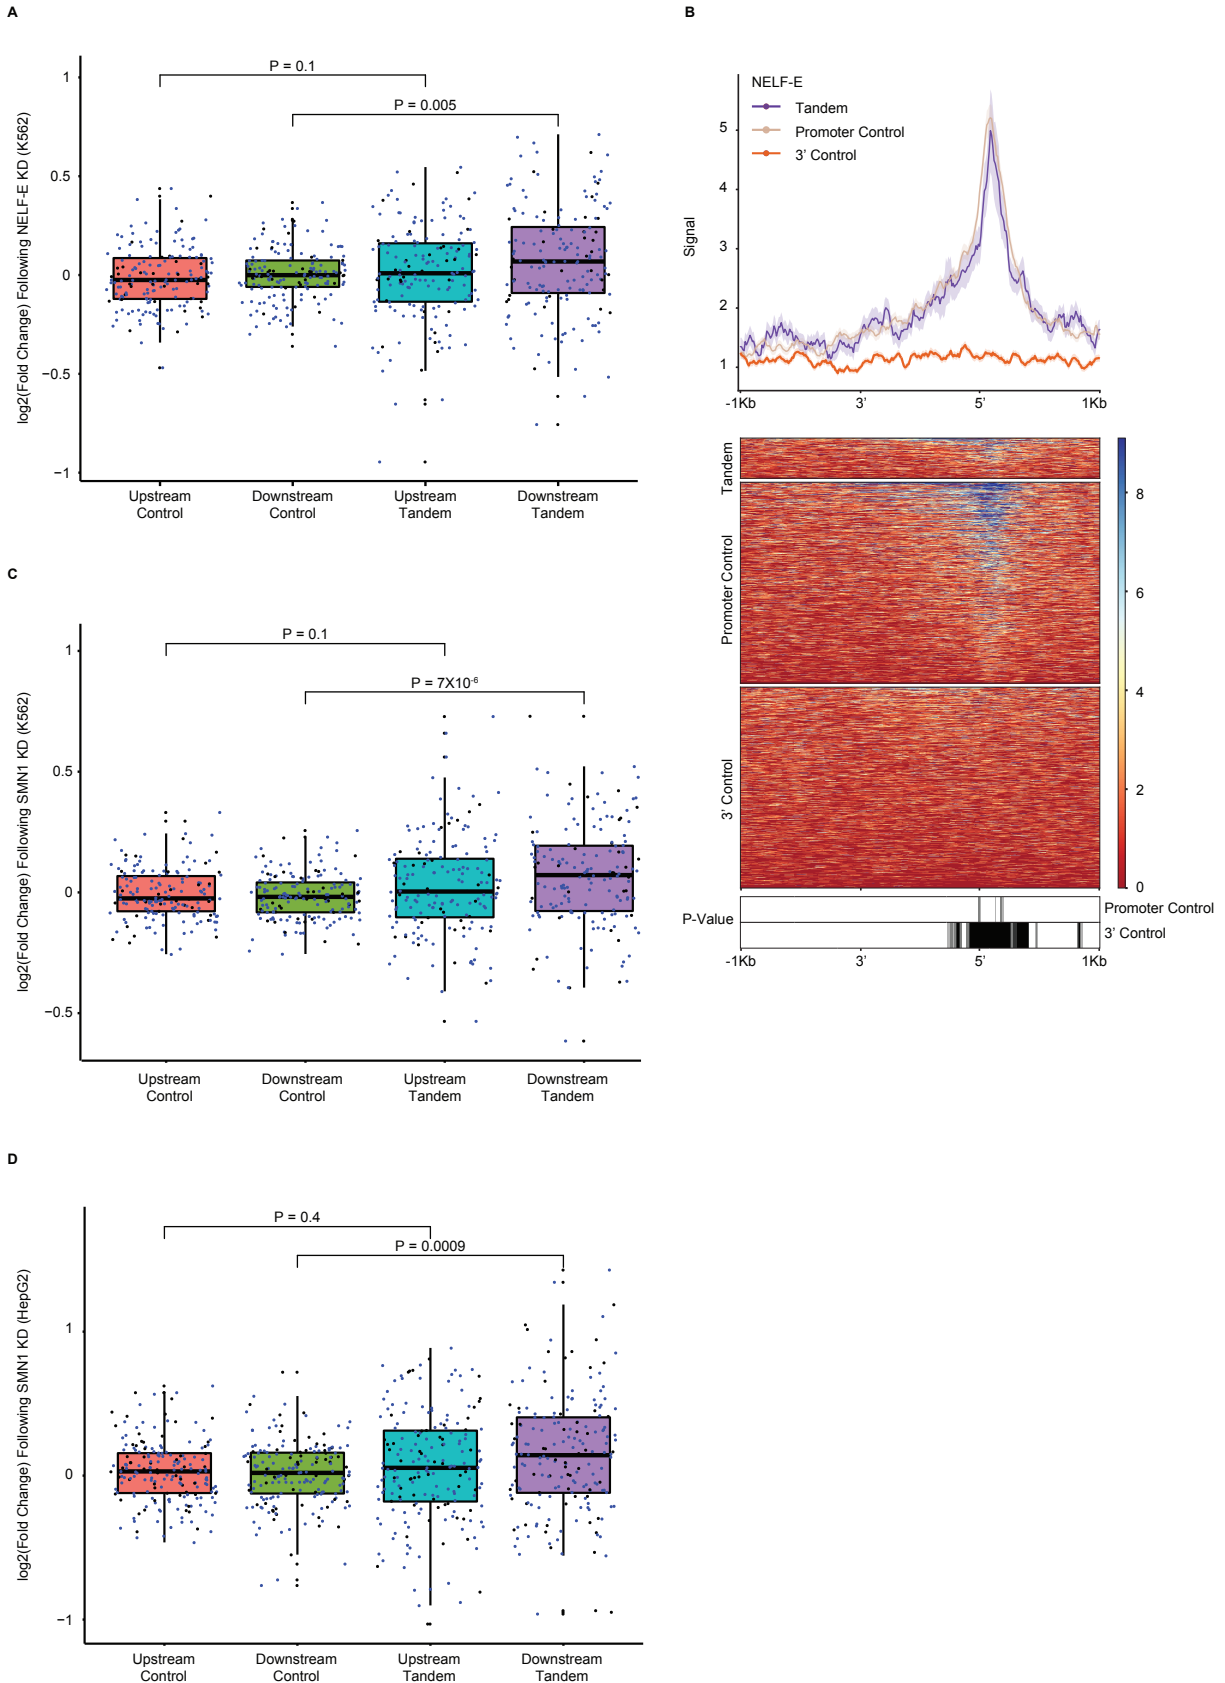 A
log2(Fold Change) Following NELF-E KD (K562)
1
0.5
0
−0.5
−1
P = 0.1
P = 0.005
Upstream
Control
Downstream
Control
Upstream
Tandem
Downstream
Tandem
B
NELF-E
Tandem
Promoter Control
3’ Control
Signal
5
4
3
2
1
-1Kb
3’
5’
1Kb
Tandem
Promoter Control
3’ Control
8
6
4
2
0
P-Value
Promoter Control
3’ Control
-1Kb
3’
5’
1Kb
C
log2(Fold Change) Following SMN1 KD (K562)
1
0.5
0
−0.5
P = 0.1
P = 7X10⁻⁶
Upstream
Control
Downstream
Control
Upstream
Tandem
Downstream
Tandem
D
log2(Fold Change) Following SMN1 KD (HepG2)
1
0
−1
P = 0.4
P = 0.0009
Upstream
Control
Downstream
Control
Upstream
Tandem
Downstream
Tandem